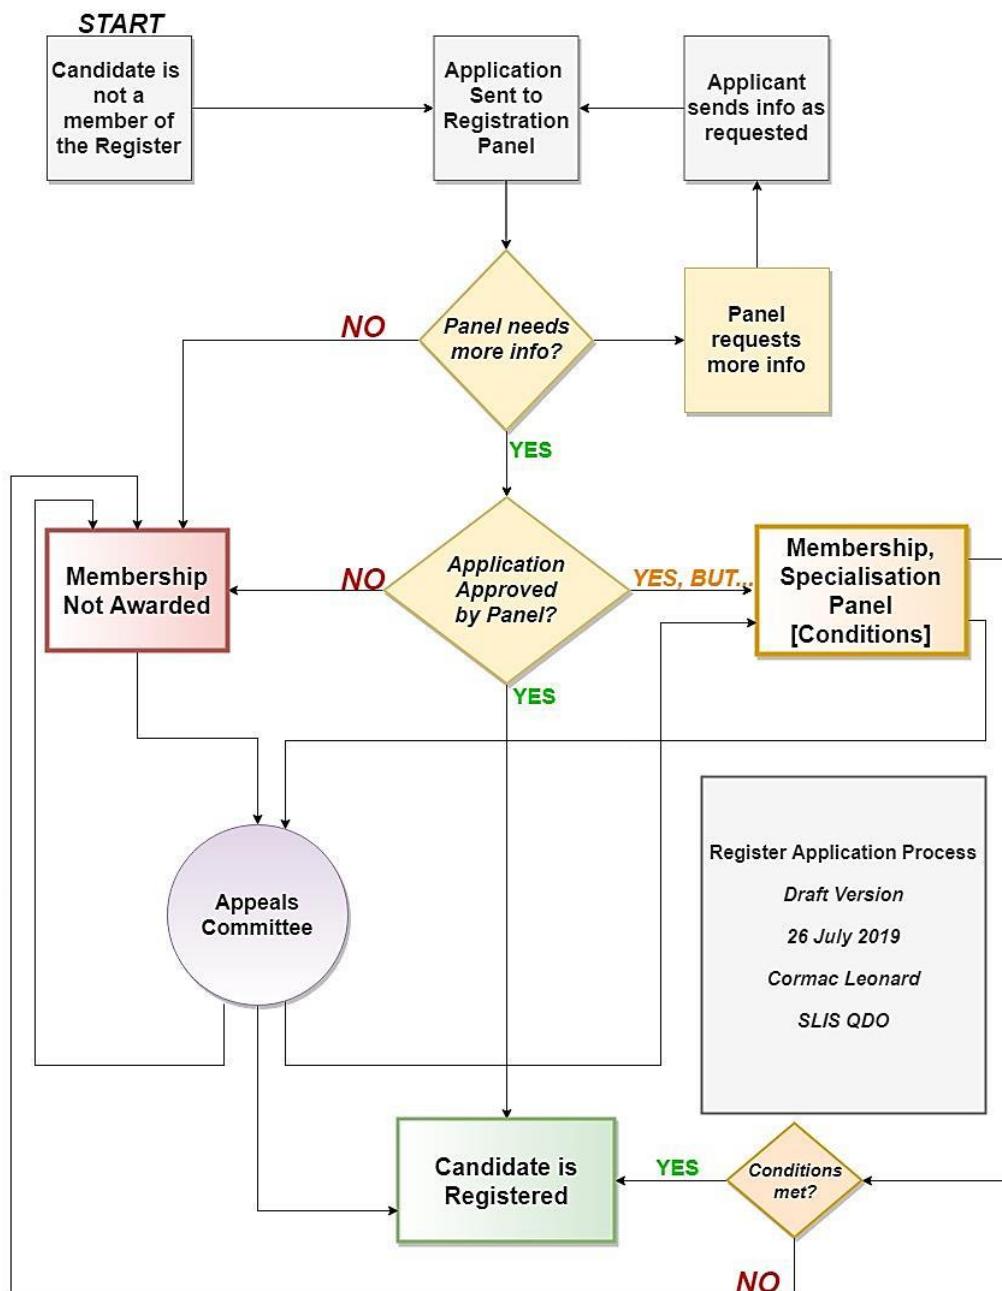 START
Candidate is
not a
member of
the Register
Application
Sent to
Registration
Panel
Applicant
sends info as
requested
NO
Panel needs
more info?
Panel
requests
more info
YES
Membership
Not Awarded
NO
Application
Approved
by Panel?
YES, BUT...
Membership,
Specialisation
Panel
[Conditions]
YES
Appeals
Committee
Register Application Process
Draft Version
26 July 2019
Cormac Leonard
SLIS QDO
Candidate is
Registered
YES
Conditions
met?
NO